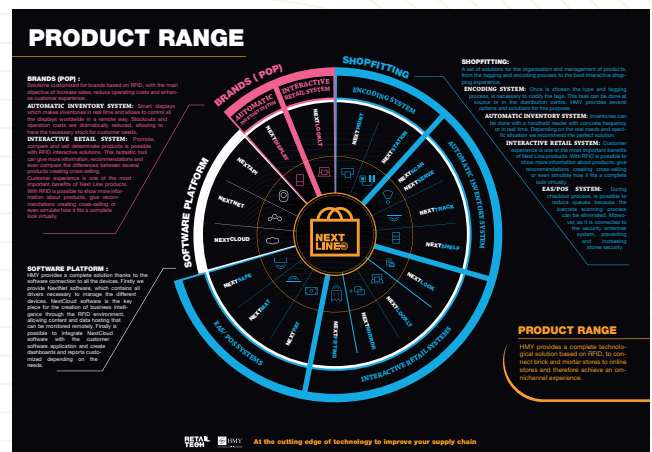 PRODUCT RANGE
BRANDS (POP) :
Solutions customized for brands based on RFID, with the main
objective of increase sales, reduce operating costs and enhan-
ce customer experience.
AUTOMATIC INVENTORY SYSTEM: Smart displays
which makes inventories in real time and allows to control all
the displays worldwide in a remote way. Stockouts and
operation costs are dramatically reduced, allowing to
have the necessary stock for customer needs.
INTERACTIVE RETAIL SYSTEM: Promote,
compare and sell determinate products is possible
with RFID interactive solutions. This fantastic tool
can give more information, recommendations and
even compare the differences between several
products creating cross-selling.
Customer experience is one of the most
important benefits of Next Line products.
With RFID is possible to show more infor-
mation about products, give recom-
mendations creating cross-selling or
even simulate how it fits a complete
look virtually.
SOFTWARE PLATFORM :
HMY provides a complete solution thanks to the
software connection to all the devices. Firstly we
provide NextNet software, which contains all
drivers necessary to manage the different
devices. NextCloud software is the key
place for the creation of business intelli-
gence through the RFID environment,
allowing content and data hosting that
can be monitored remotely. Finally is
possible to integrate NextCloud
software with the customer
software application and create
dashboards and reports custo-
mized depending on the
needs.
BRANDS ( POP)
AUTOMATIC
INVENTORY SYSTEM
INTERACTIVE
RETAIL SYSTEM
SHOPFITTING
ENCODING SYSTEM
AUTOMATIC INVENTORY SYSTEM
INTERACTIVE RETAIL SYSTEMS
EAS/ POS SYSTEMS
SOFTWARE PLATFORM
NEXTDISPLAY
NEXTLOOKLT
NEXTPRINT
NEXTSTATION
NEXTSCAN
NEXTSERVE
NEXTTRACK
NEXTSHELF
NEXTLOOK
NEXTLOOKLT
NEXTMIRROR
NEXTFITTING
NEXTPAY
NEXTMAT
NEXTSAFE
NEXTCLOUD
NEXTNET
NEXTAPI
NEXT
LINE
SHOPFITTING:
A set of solutions for the organisation and management of products,
from the tagging and encoding process to the best interactive shop-
ping experience.
ENCODING SYSTEM: Once is chosen the type and tagging
process, is necessary to codify the tags. This task can be done at
source or in the distribution centre. HMY provides several
options and solutions for this purpose.
AUTOMATIC INVENTORY SYSTEM: Inventories can
be done with a handheld reader with concrete frequency
or in real time. Depending on the real needs and speci-
fic situation we recommend the perfect solution.
INTERACTIVE RETAIL SYSTEM: Customer
experience is one of the most important benefits
of Next Line products. With RFID is possible to
show more information about products, give
recommendations creating cross-selling
or even simulate how it fits a complete
look virtually.
EAS/POS SYSTEM: During
checkout process, is possible to
reduce queues because the
barcode scanning process
can be eliminated. Moreo-
ver, as it is connected to
the security antennas
system, preventing
and increasing
stores security.
PRODUCT RANGE
HMY provides a complete technolo-
gical solution based on RFID, to con-
nect brick and mortar stores to online
stores and therefore achieve an om-
nichannel experience.
RETAIL
TECH
HMY
At the cutting edge of technology to improve your supply chain